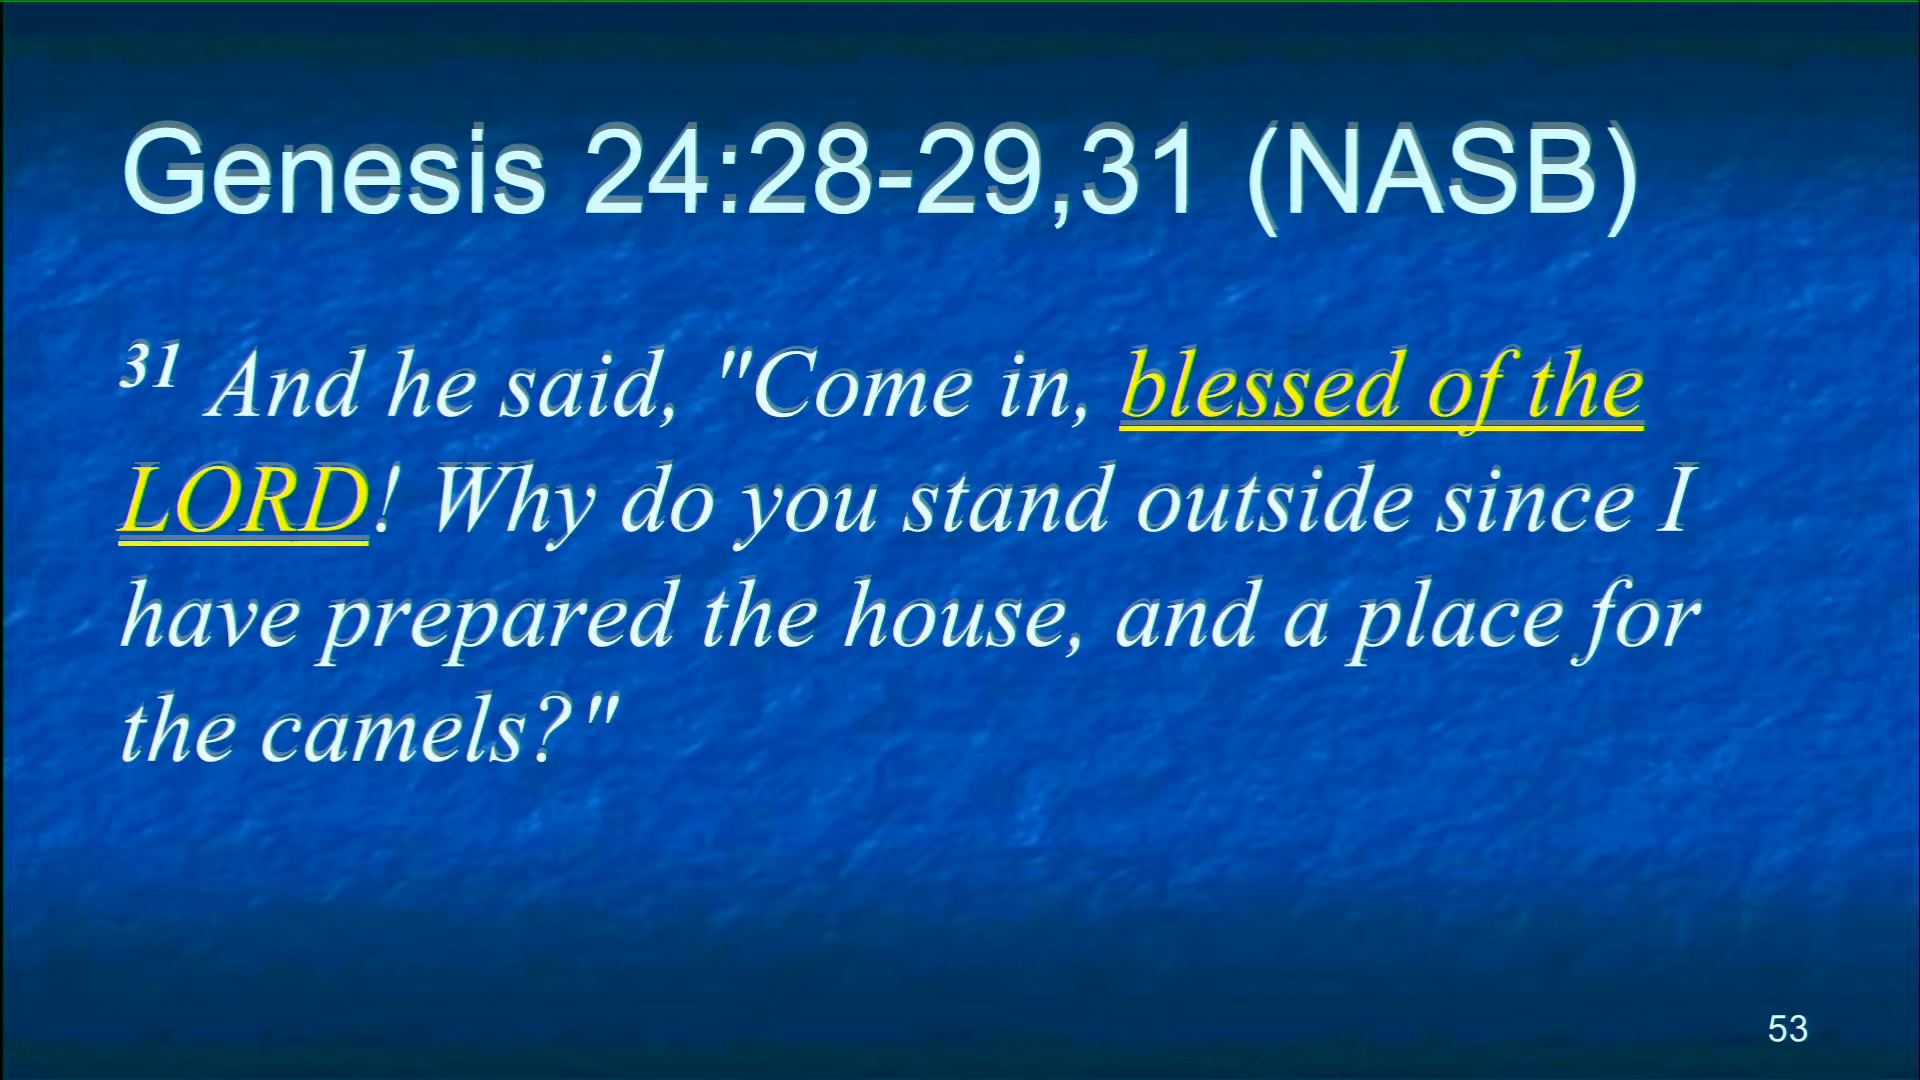 Genesis 24:28-29,31 (NASB)
31 And he said, "Come in, blessed of the
LORD! Why do you stand outside since I
have prepared the house, and a place for
the camels?"
53